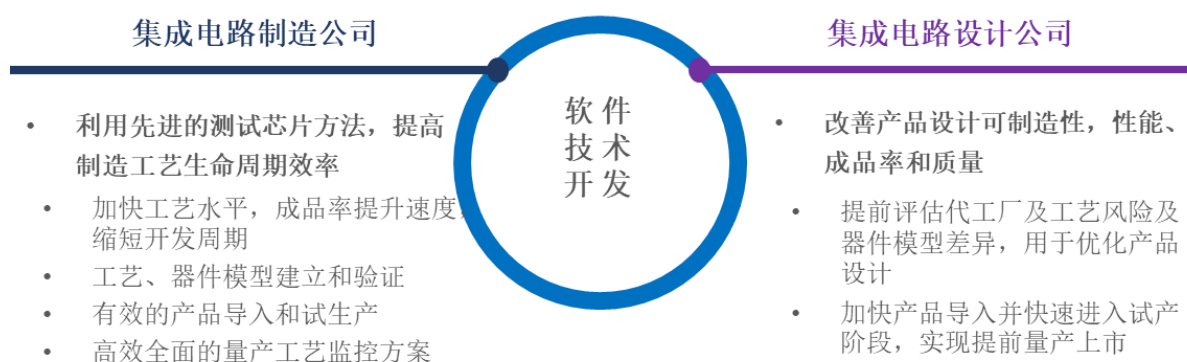 集成电路制造公司
• 利用先进的测试芯片方法，提高
制造工艺生命周期效率
• 加快工艺水平，成品率提升速度，
缩短开发周期
• 工艺、器件模型建立和验证
• 有效的产品导入和试生产
• 高效全面的量产工艺监控方案
软件
技术
开发
集成电路设计公司
• 改善产品设计可制造性，性能、
成品率和质量
• 提前评估代工厂及工艺风险及
器件模型差异，用于优化产品
设计
• 加快产品导入并快速进入试产
阶段，实现提前量产上市